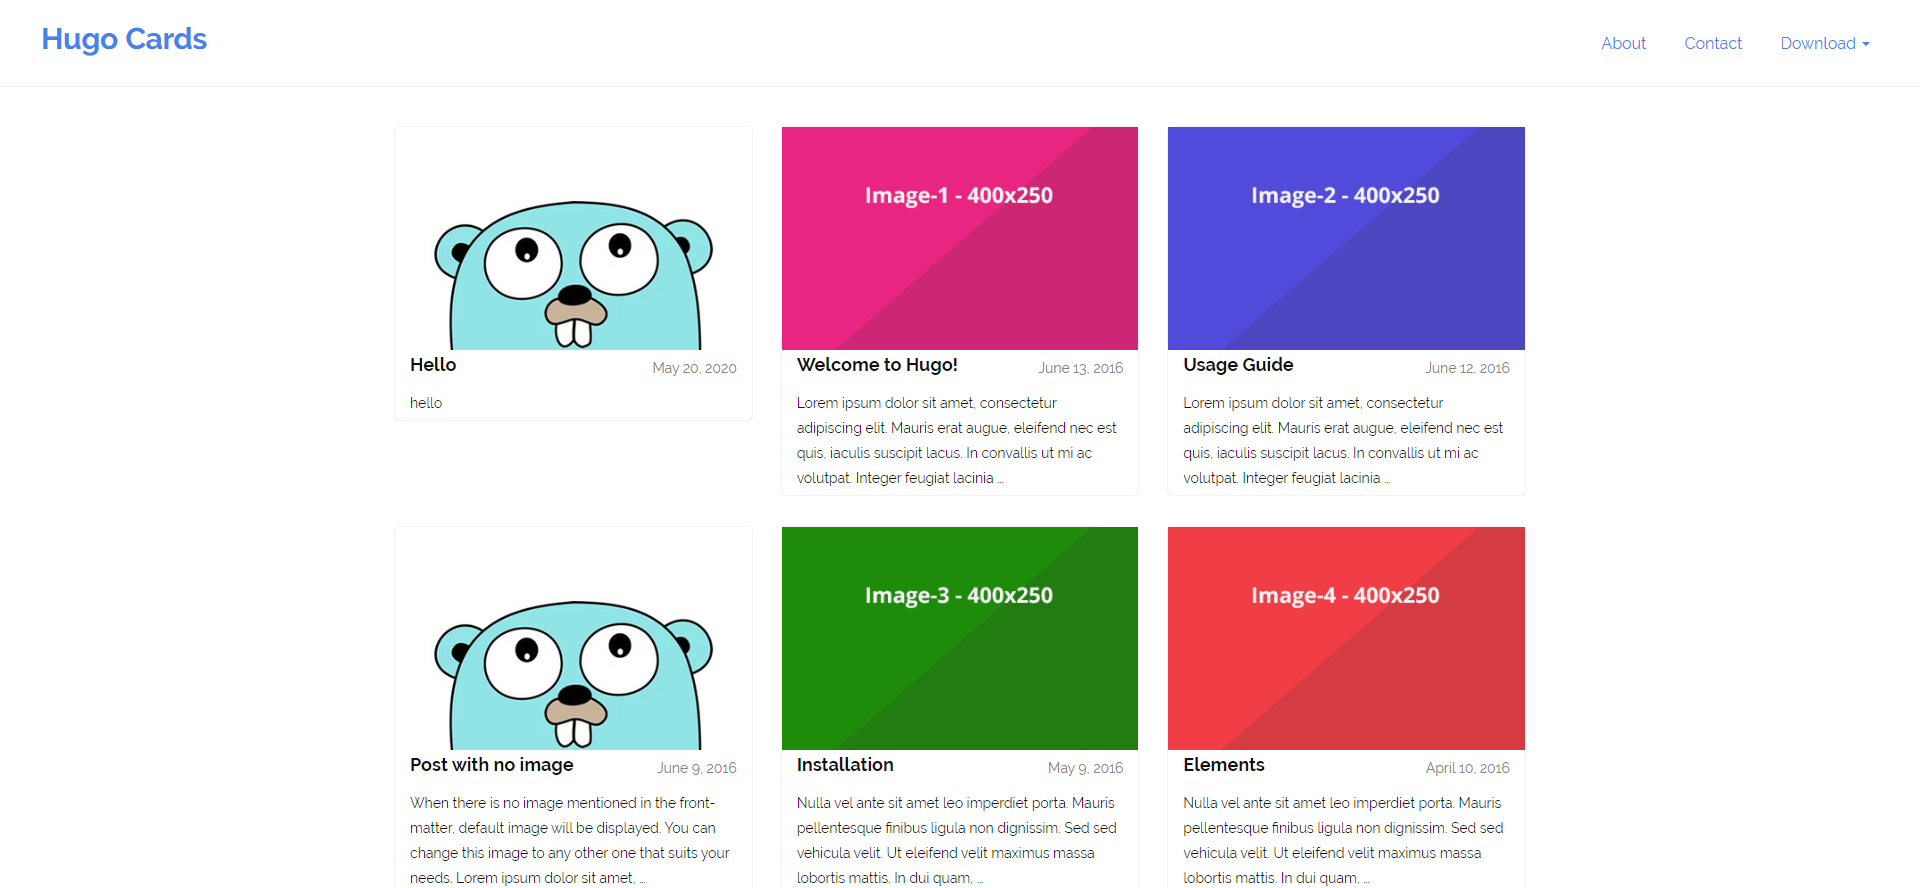 Hugo Cards
About
Contact
Download
Hello
May 20, 2020
hello
Image-1 - 400x250
Welcome to Hugo!
June 13, 2016
Lorem ipsum dolor sit amet, consectetur
adipiscing elit. Mauris erat augue, eleifend nec est
quis, iaculis suscipit lacus. In convallis ut mi ac
volutpat. Integer feugiat lacinia ...
Image-2 - 400x250
Usage Guide
June 12, 2016
Lorem ipsum dolor sit amet, consectetur
adipiscing elit. Mauris erat augue, eleifend nec est
quis, iaculis suscipit lacus. In convallis ut mi ac
volutpat. Integer feugiat lacinia ...
Post with no image
June 9, 2016
When there is no image mentioned in the front-
matter, default image will be displayed. You can
change this image to any other one that suits your
needs. Lorem ipsum dolor sit amet, ...
Image-3 - 400x250
Installation
May 9, 2016
Nulla vel ante sit amet leo imperdiet porta. Mauris
pellentesque finibus ligula non dignissim. Sed sed
vehicula velit. Ut eleifend velit maximus massa
lobortis mattis. In dui quam, ...
Image-4 - 400x250
Elements
April 10, 2016
Nulla vel ante sit amet leo imperdiet porta. Mauris
pellentesque finibus ligula non dignissim. Sed sed
vehicula velit. Ut eleifend velit maximus massa
lobortis mattis. In dui quam, ...